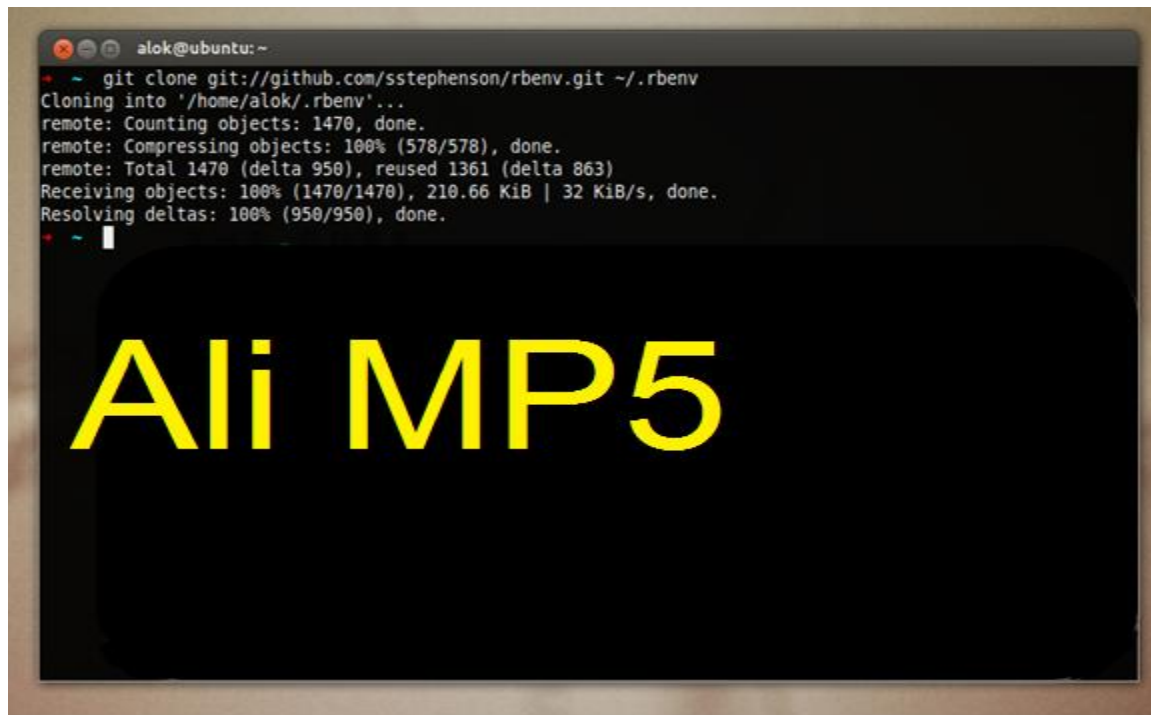 alok@ubuntu: ~
➜ ~ git clone git://github.com/sstephenson/rbenv.git ~/.rbenv
Cloning into '/home/alok/.rbenv'...
remote: Counting objects: 1470, done.
remote: Compressing objects: 100% (578/578), done.
remote: Total 1470 (delta 950), reused 1361 (delta 863)
Receiving objects: 100% (1470/1470), 210.66 KiB | 32 KiB/s, done.
Resolving deltas: 100% (950/950), done.
➜ ~
Ali MP5